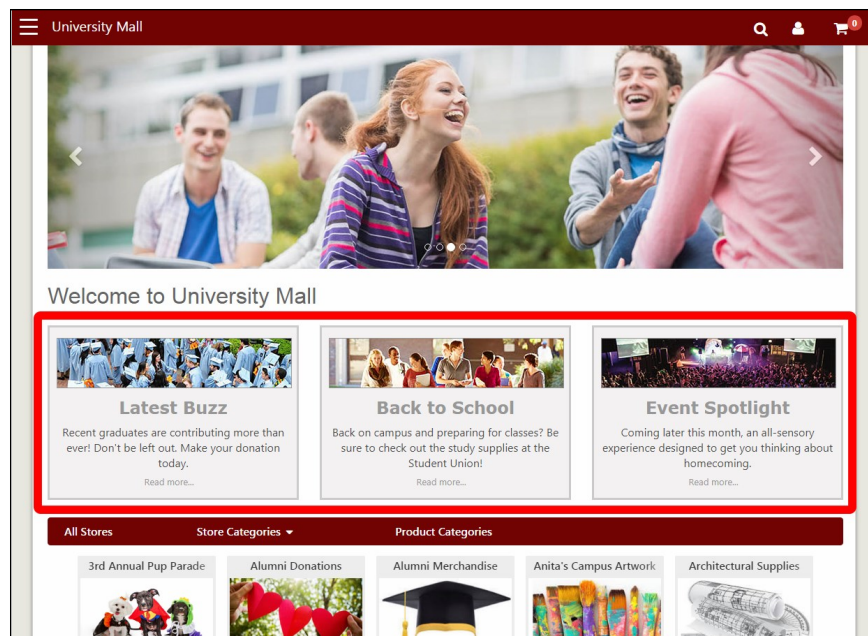 University Mall
0
Welcome to University Mall
Latest Buzz
Recent graduates are contributing more than
ever! Don't be left out. Make your donation
today.
Read more...
Back to School
Back on campus and preparing for classes? Be
sure to check out the study supplies at the
Student Union!
Read more...
Event Spotlight
Coming later this month, an all-sensory
experience designed to get you thinking about
homecoming.
Read more...
All Stores
Store Categories
Product Categories
3rd Annual Pup Parade
Alumni Donations
Alumni Merchandise
Anita's Campus Artwork
Architectural Supplies